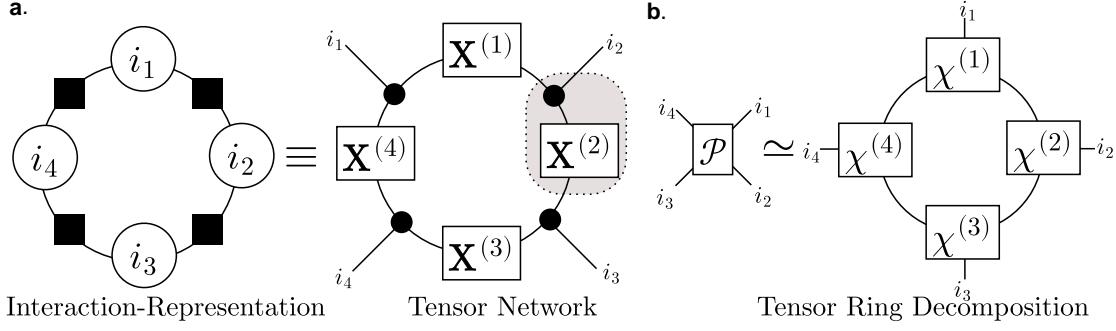 a.
i₁
i₂
i₃
i₄
≡
X⁽¹⁾
X⁽²⁾
X⁽³⁾
X⁽⁴⁾
i₁
i₂
i₃
i₄
Interaction-Representation
Tensor Network
b.
i₄
i₁
𝒫
i₃
i₂
≃
i₁
χ⁽¹⁾
i₄
χ⁽⁴⁾
χ⁽²⁾
i₂
χ⁽³⁾
i₃
Tensor Ring Decomposition